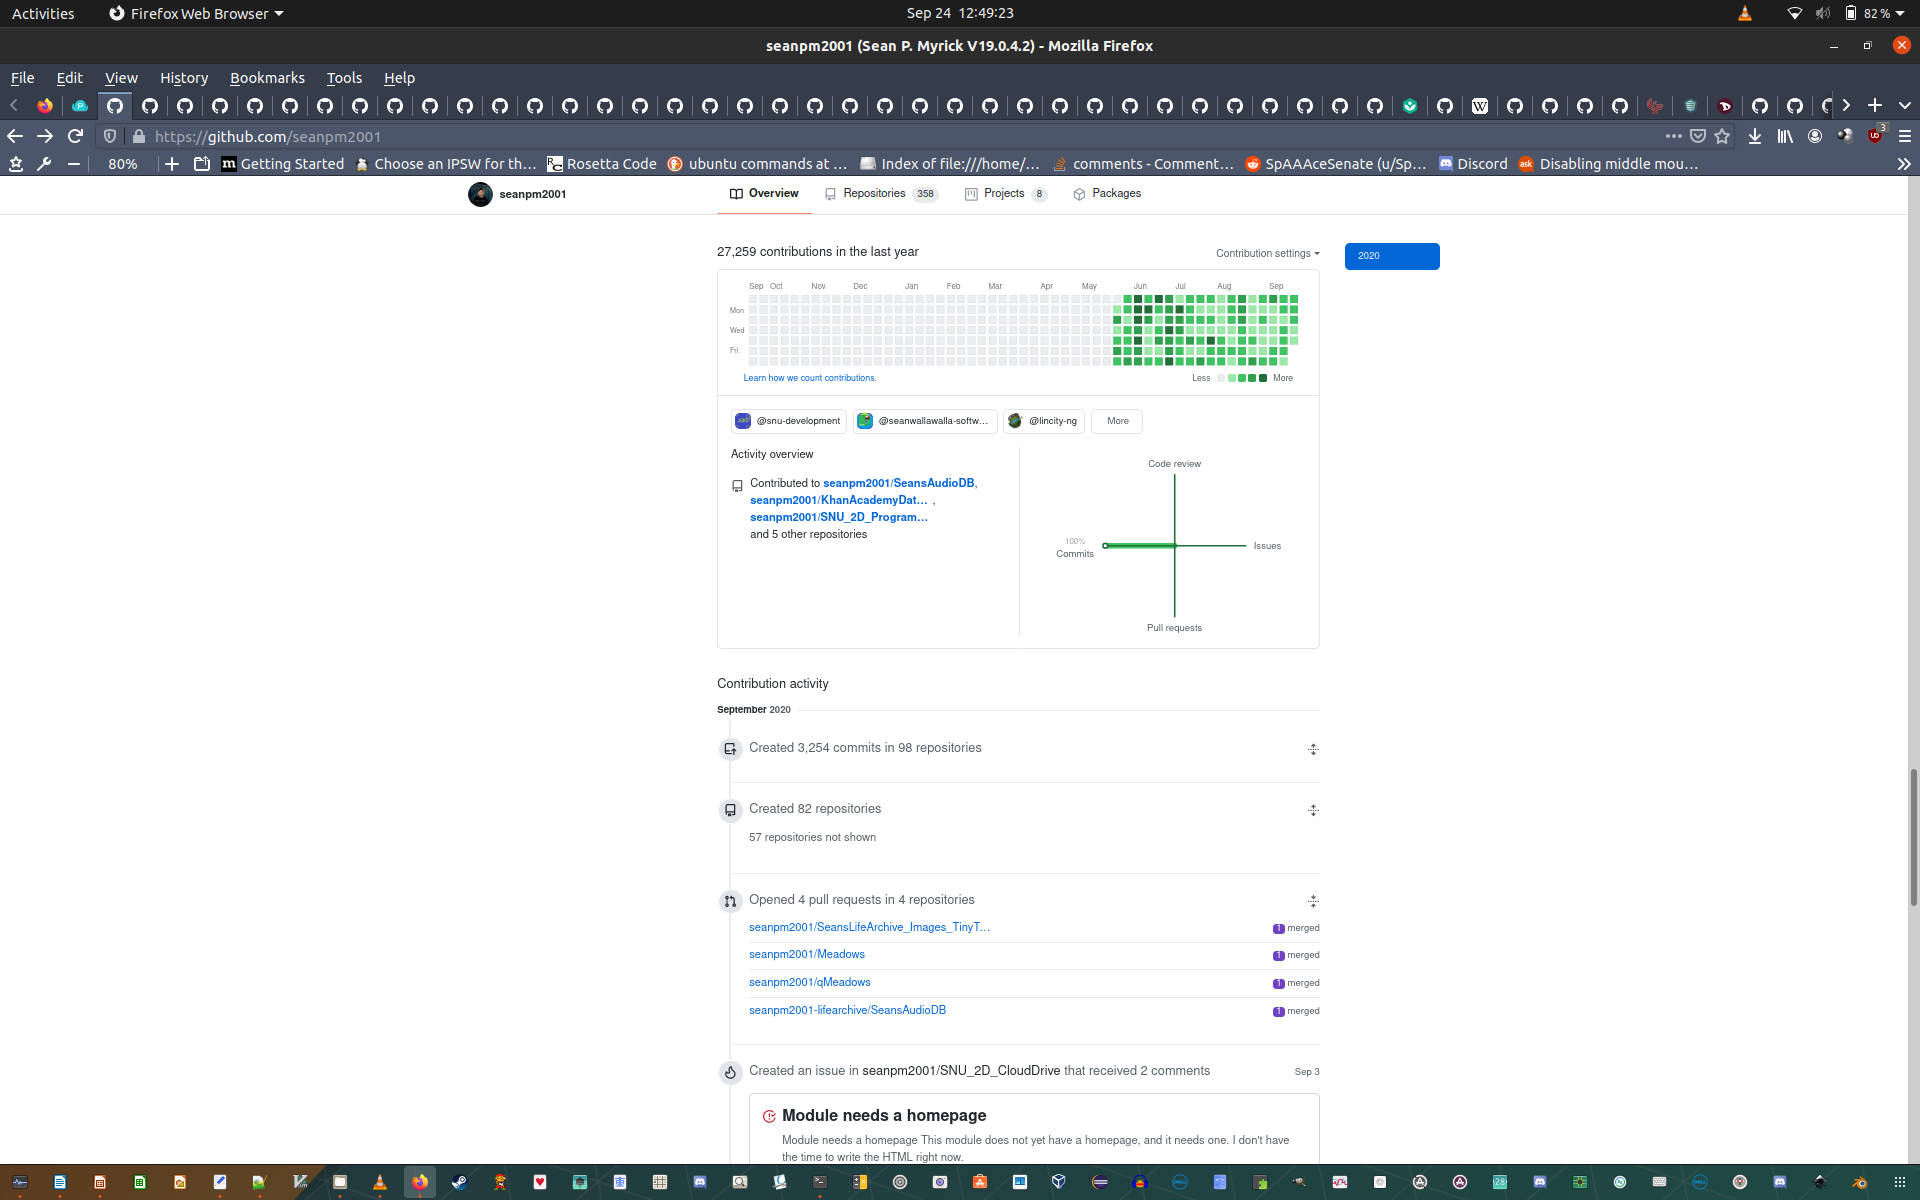 Activities
Firefox Web Browser
Sep 24 12:49:23
82 %
seanpm2001 (Sean P. Myrick V19.0.4.2) - Mozilla Firefox
File Edit View History Bookmarks Tools Help
https://github.com/seanpm2001
3
80%
Getting Started
Choose an IPSW for th…
Rosetta Code
ubuntu commands at …
Index of file:///home/…
comments - Comment…
SpAAAceSenate (u/Sp…
Discord
Disabling middle mou…
seanpm2001
Overview
Repositories 358
Projects 8
Packages
27,259 contributions in the last year
Contribution settings
2020
Sep Oct Nov Dec Jan Feb Mar Apr May Jun Jul Aug Sep
Mon
Wed
Fri
Learn how we count contributions.
Less
More
@snu-development
@seanwallawalla-softw…
@lincity-ng
More
Activity overview
Contributed to seanpm2001/SeansAudioDB,
seanpm2001/KhanAcademyDat… ,
seanpm2001/SNU_2D_Program…
and 5 other repositories
Code review
100%
Commits
Issues
Pull requests
Contribution activity
September 2020
Created 3,254 commits in 98 repositories
Created 82 repositories
57 repositories not shown
Opened 4 pull requests in 4 repositories
seanpm2001/SeansLifeArchive_Images_TinyT…
1 merged
seanpm2001/Meadows
1 merged
seanpm2001/qMeadows
1 merged
seanpm2001-lifearchive/SeansAudioDB
1 merged
Created an issue in seanpm2001/SNU_2D_CloudDrive that received 2 comments
Sep 3
Module needs a homepage
Module needs a homepage This module does not yet have a homepage, and it needs one. I don't have
the time to write the HTML right now.